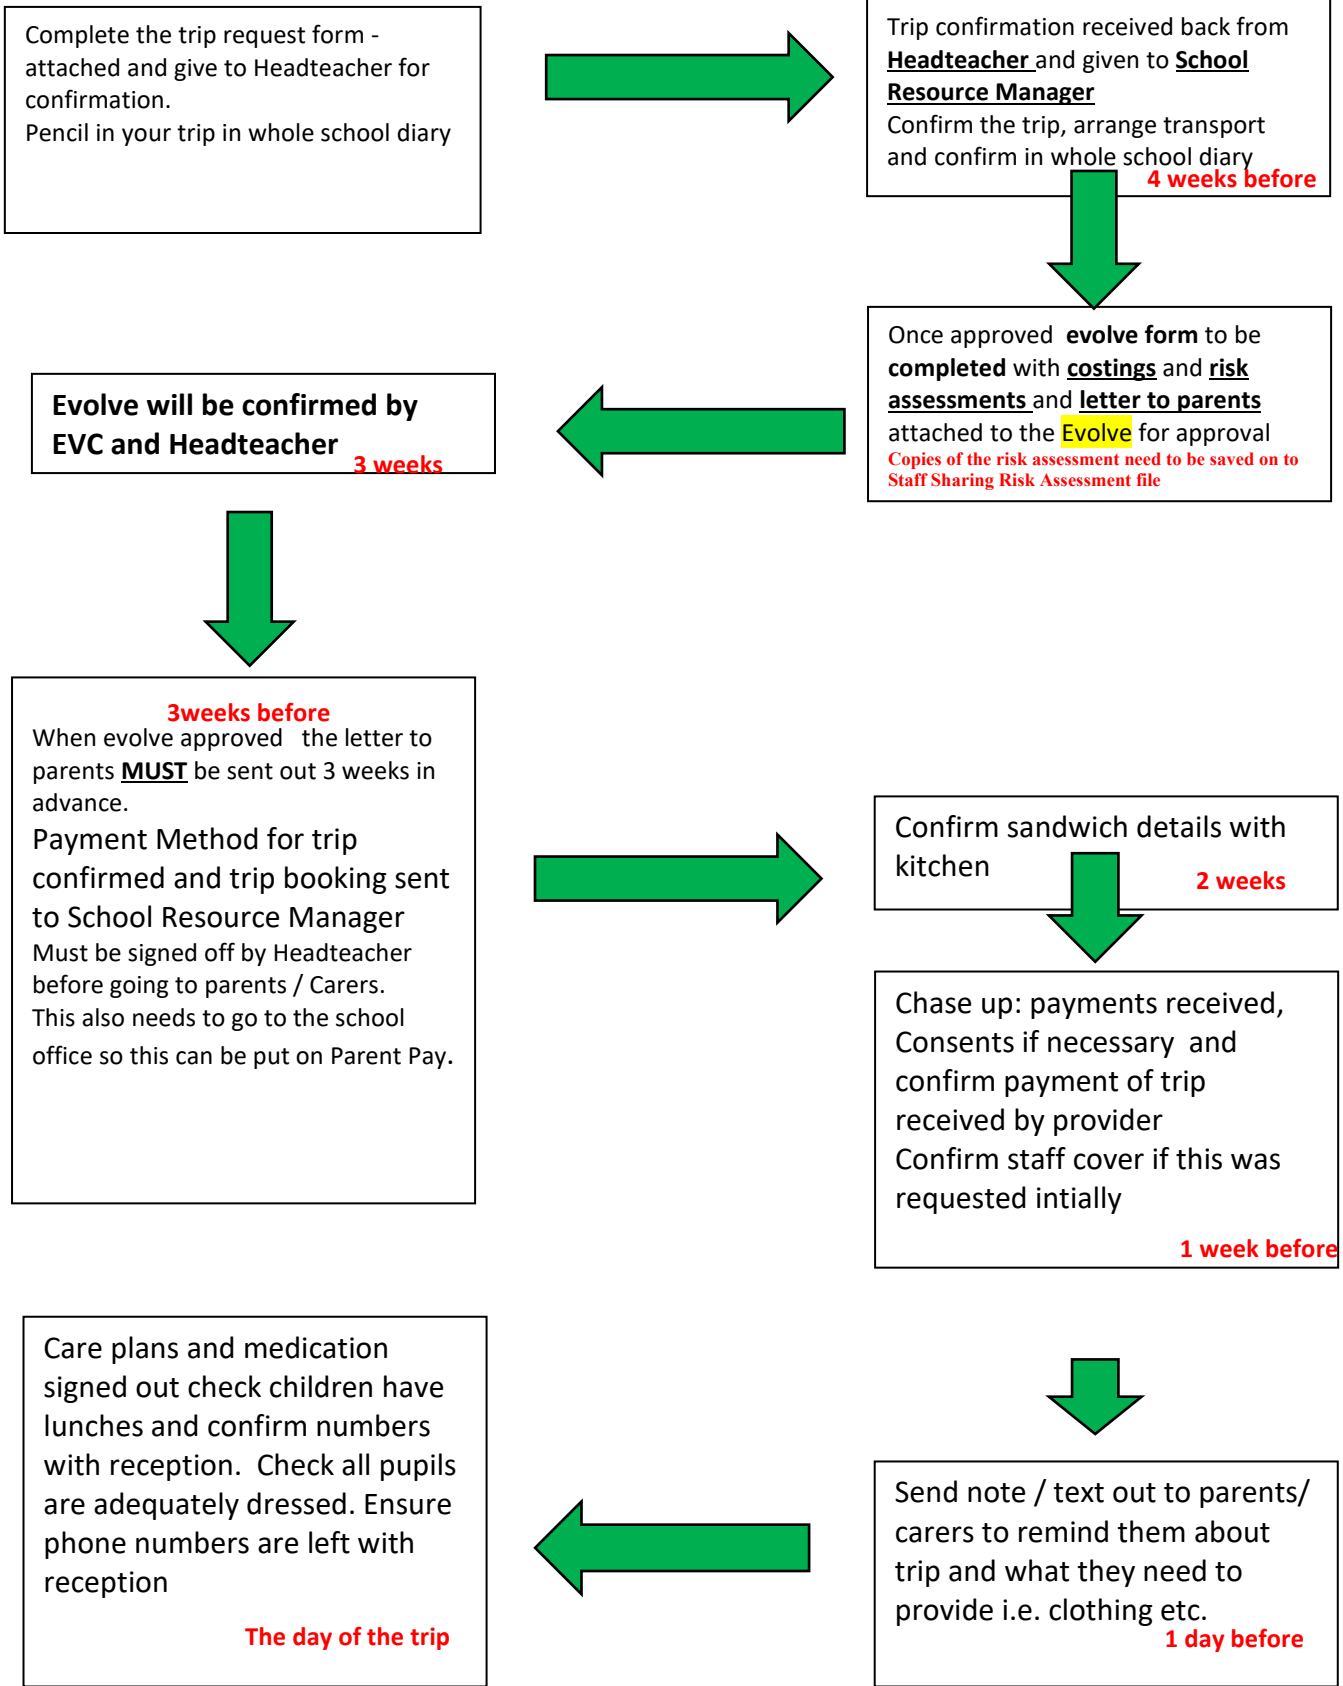 Complete the trip request form -
attached and give to Headteacher for
confirmation.
Pencil in your trip in whole school diary
Trip confirmation received back from
Headteacher and given to School
Resource Manager
Confirm the trip, arrange transport
and confirm in whole school diary
4 weeks before
Once approved evolve form to be
completed with costings and risk
assessments and letter to parents
attached to the Evolve for approval
Copies of the risk assessment need to be saved on to
Staff Sharing Risk Assessment file
Evolve will be confirmed by
EVC and Headteacher
3 weeks
3weeks before
When evolve approved the letter to
parents MUST be sent out 3 weeks in
advance.
Payment Method for trip
confirmed and trip booking sent
to School Resource Manager
Must be signed off by Headteacher
before going to parents / Carers.
This also needs to go to the school
office so this can be put on Parent Pay.
Confirm sandwich details with
kitchen
2 weeks
Chase up: payments received,
Consents if necessary and
confirm payment of trip
received by provider
Confirm staff cover if this was
requested intially
1 week before
Send note / text out to parents/
carers to remind them about
trip and what they need to
provide i.e. clothing etc.
1 day before
Care plans and medication
signed out check children have
lunches and confirm numbers
with reception. Check all pupils
are adequately dressed. Ensure
phone numbers are left with
reception
The day of the trip